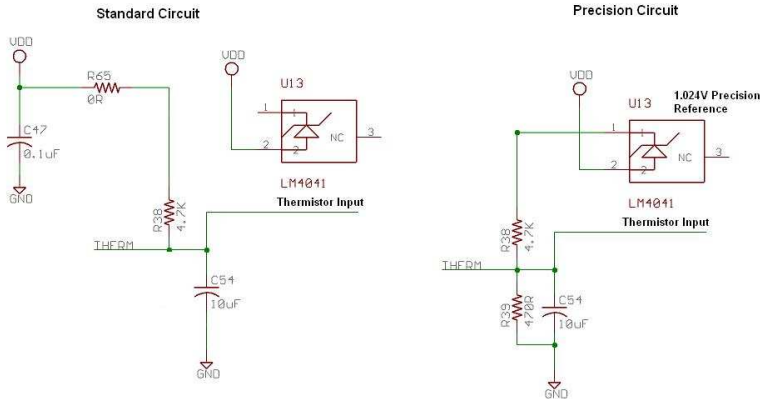 Standard Circuit
VDD
R65
0R
C47
0.1uF
GND
R38
4.7K
THERM
C54
10uF
GND
VDD
U13
1
1
2
2
NC
3
LM4041
Thermistor Input
Precision Circuit
VDD
U13
1.024V Precision
Reference
1
1
2
2
NC
3
LM4041
Thermistor Input
R38
4.7K
THERM
R39
470R
C54
10uF
GND